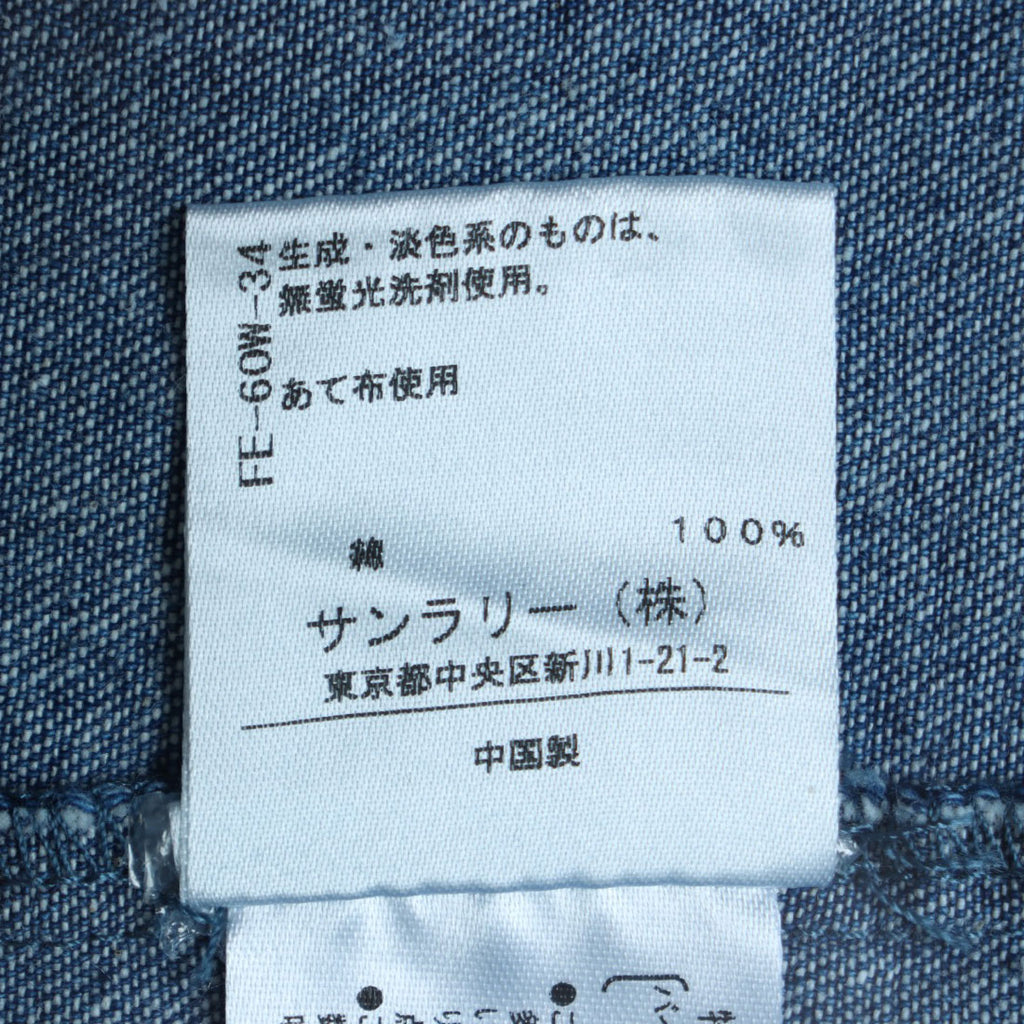 FE-60W-34
生成・淡色系のものは、
無蛍光洗剤使用。
あて布使用
綿 100%
サンラリー(株)
東京都中央区新川1-21-2
中国製